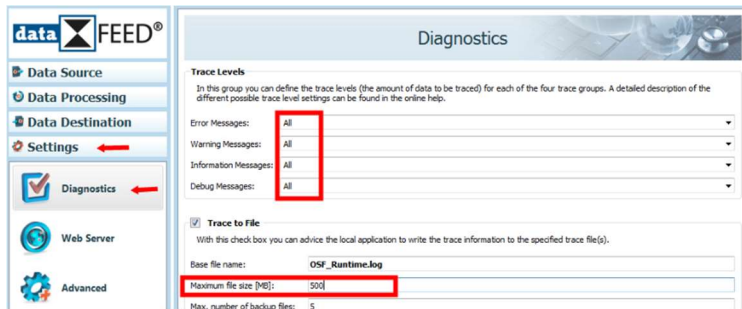 data FEED®
Diagnostics
Data Source
Data Processing
Data Destination
Settings
Diagnostics
Web Server
Advanced
Trace Levels
In this group you can define the trace levels (the amount of data to be traced) for each of the four trace groups. A detailed description of the
different possible trace level settings can be found in the online help.
Error Messages: All
Warning Messages: All
Information Messages: All
Debug Messages: All
Trace to File
With this check box you can advice the local application to write the trace information to the specified trace file(s).
Base file name: OSF_Runtime.log
Maximum file size [MB]: 500
Max. number of backup files: 5